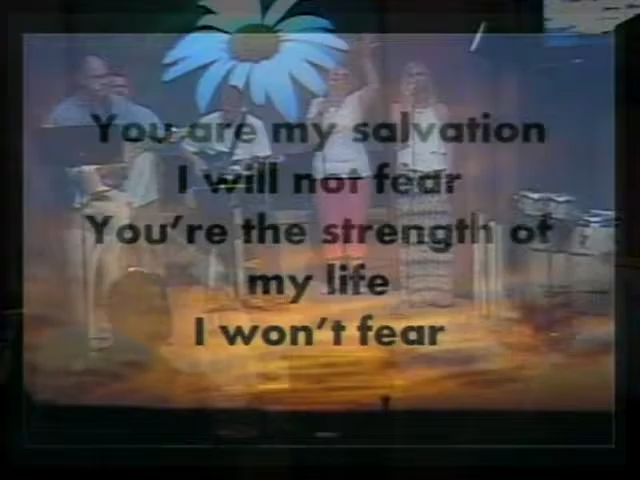 You are my salvation
I will not fear
You're the strength of
my life
I won't fear